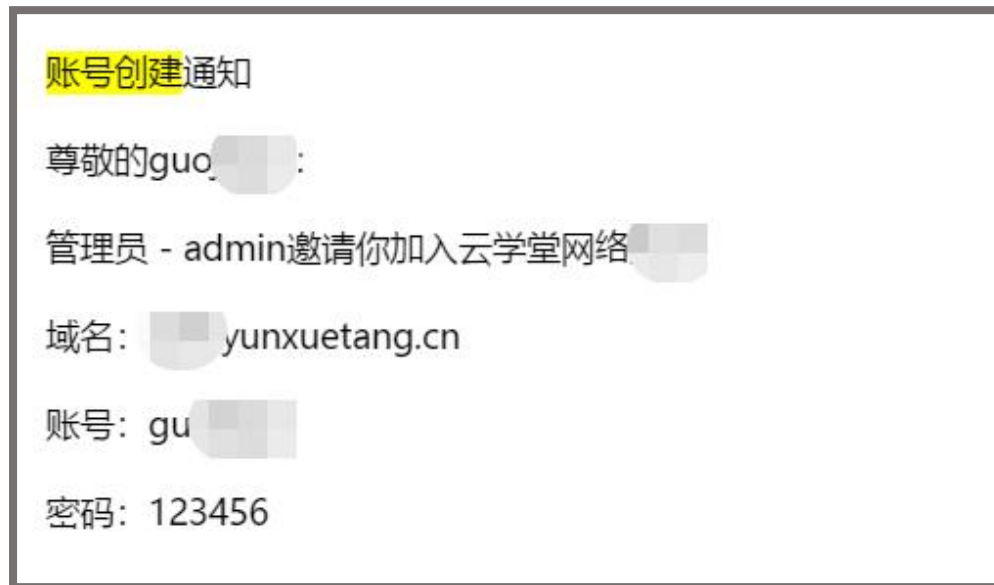 账号创建通知
尊敬的guo:
管理员 - admin邀请你加入云学堂网络
域名: yunxuetang.cn
账号: gu
密码: 123456